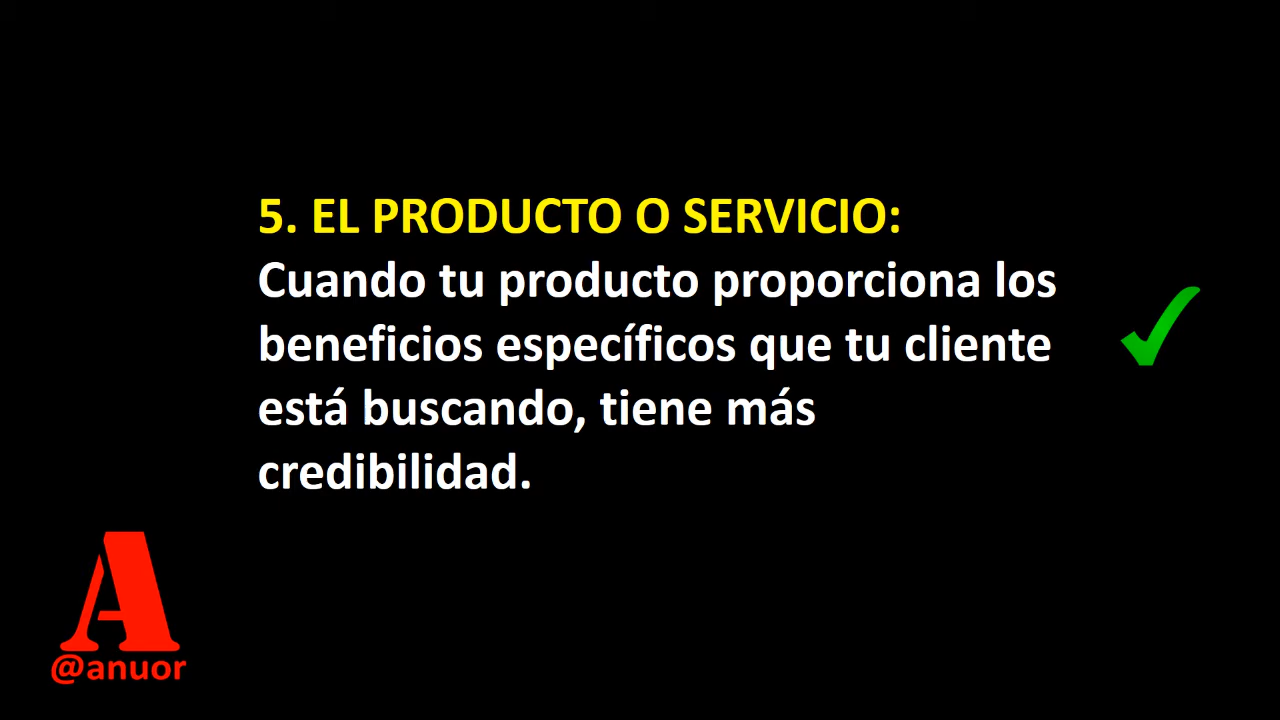 5. EL PRODUCTO O SERVICIO:
Cuando tu producto proporciona los
beneficios específicos que tu cliente
está buscando, tiene más
credibilidad.
A
@anuor